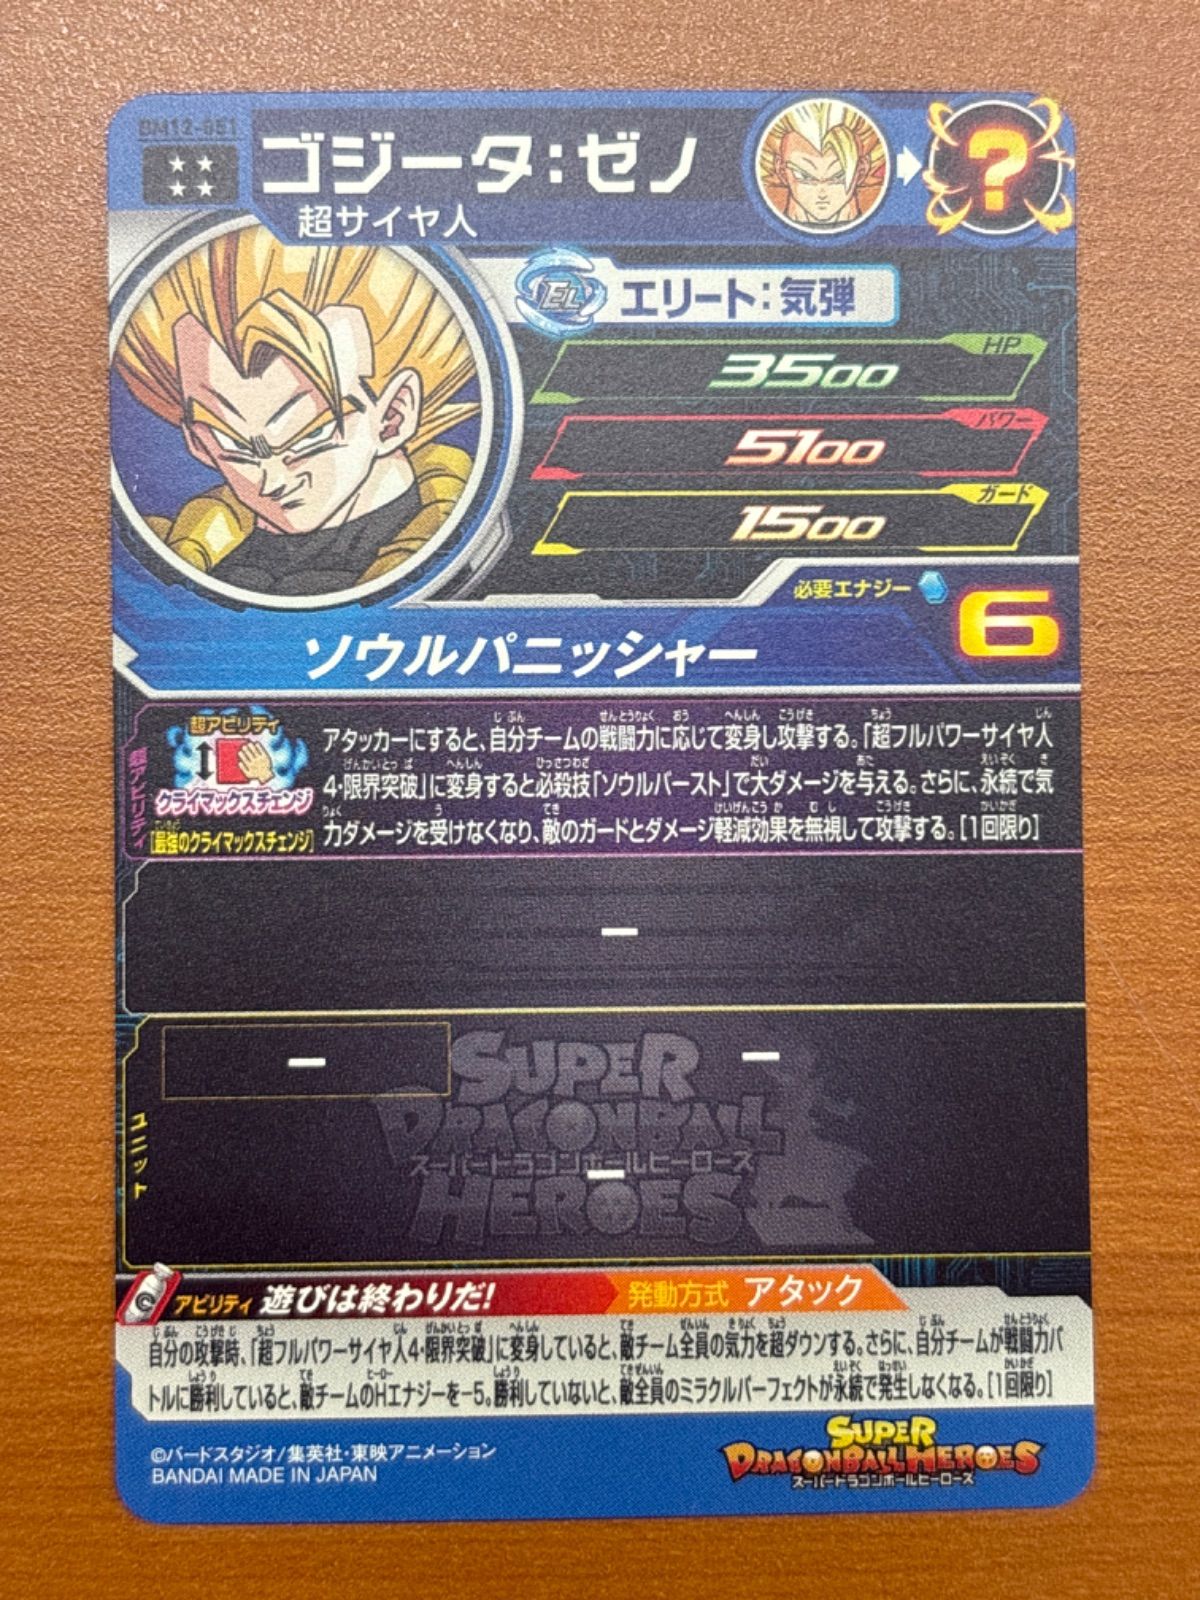 BM12-051
ゴジータ:ゼノ
超サイヤ人
?
EL
エリート:気弾
HP
3500
パワー
5100
ガード
1500
必要エナジー
6
ソウルパニッシャー
超アビリティ
超アビリティ
クライマックスチェンジ
[最強のクライマックスチェンジ]
アタッカーにすると、自分チームの戦闘力に応じて変身し攻撃する。「超フルパワーサイヤ人
4・限界突破」に変身すると必殺技「ソウルバースト」で大ダメージを与える。さらに、永続で気
力ダメージを受けなくなり、敵のガードとダメージ軽減効果を無視して攻撃する。[1回限り]
ー
ー
ー
ユニット
ー
SUPER
DRAGONBALL
スーパードラゴンボールヒーローズ
HEROES
アビリティ 遊びは終わりだ!
発動方式 アタック
自分の攻撃時、「超フルパワーサイヤ人4・限界突破」に変身していると、敵チーム全員の気力を超ダウンする。さらに、自分チームが戦闘力バ
トルに勝利していると、敵チームのHエナジーを-5。勝利していないと、敵全員のミラクルパーフェクトが永続で発生しなくなる。[1回限り]
©バードスタジオ/集英社・東映アニメーション
BANDAI MADE IN JAPAN
SUPER
DRAGONBALL HEROES
スーパードラゴンボールヒーローズ